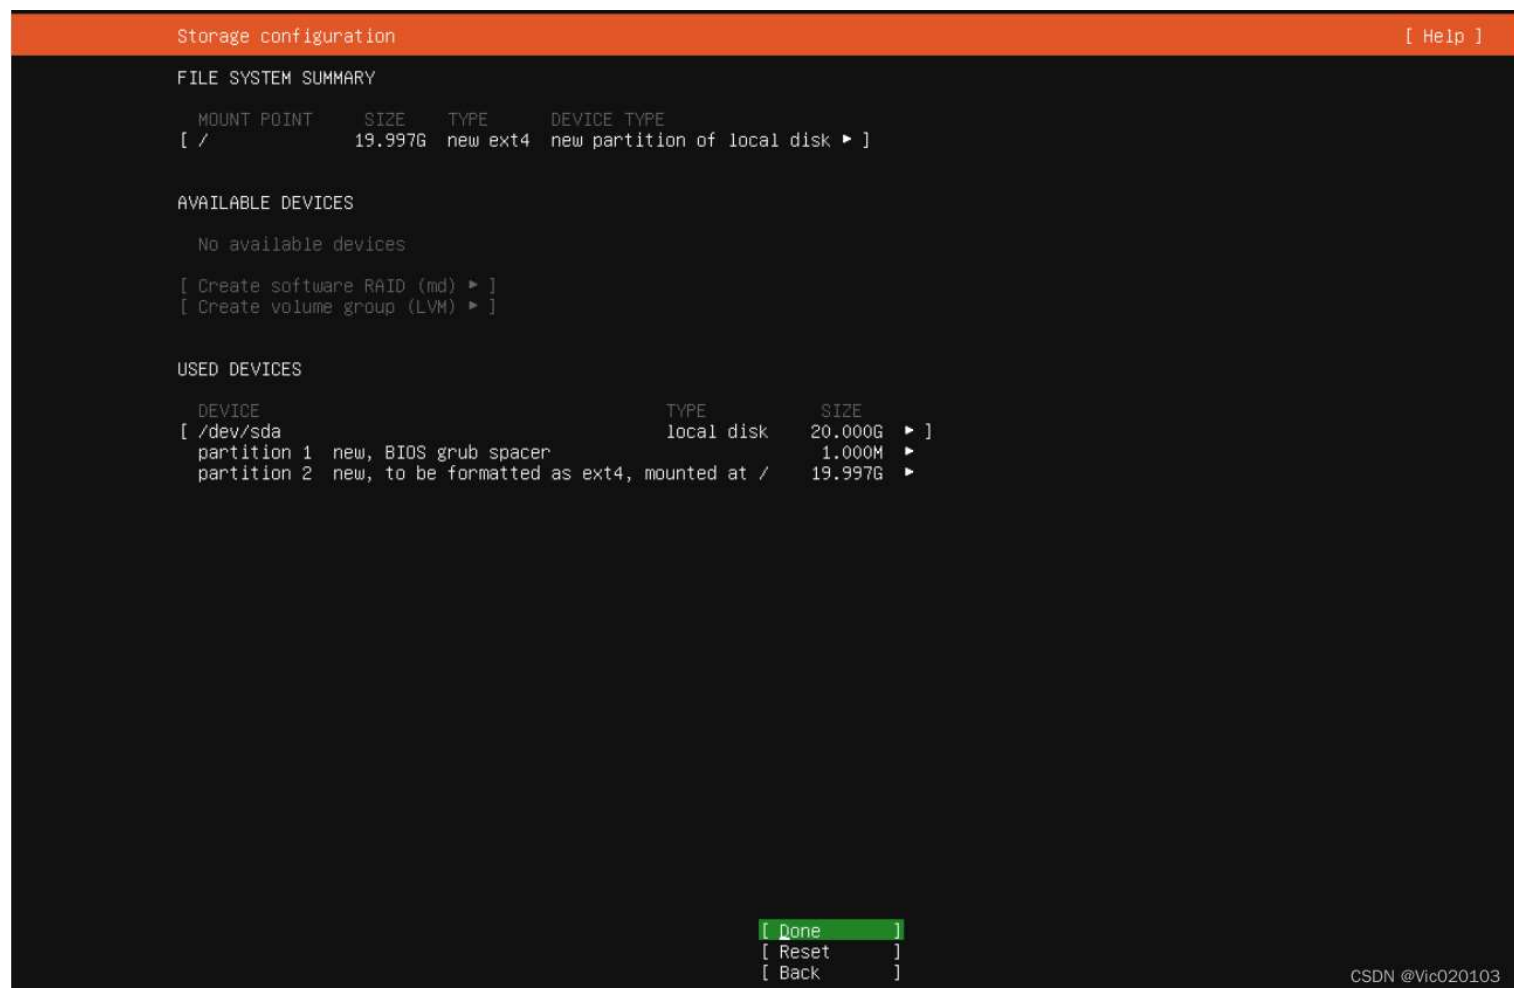 Storage configuration [ Help ]
FILE SYSTEM SUMMARY
MOUNT POINT SIZE TYPE DEVICE TYPE
[ / 19.997G new ext4 new partition of local disk ▸ ]
AVAILABLE DEVICES
No available devices
[ Create software RAID (md) ▸ ]
[ Create volume group (LVM) ▸ ]
USED DEVICES
DEVICE TYPE SIZE
[ /dev/sda local disk 20.000G ▸ ]
partition 1 new, BIOS grub spacer 1.000M ▸
partition 2 new, to be formatted as ext4, mounted at / 19.997G ▸
[ Done ]
[ Reset ]
[ Back ]
CSDN @Vic020103